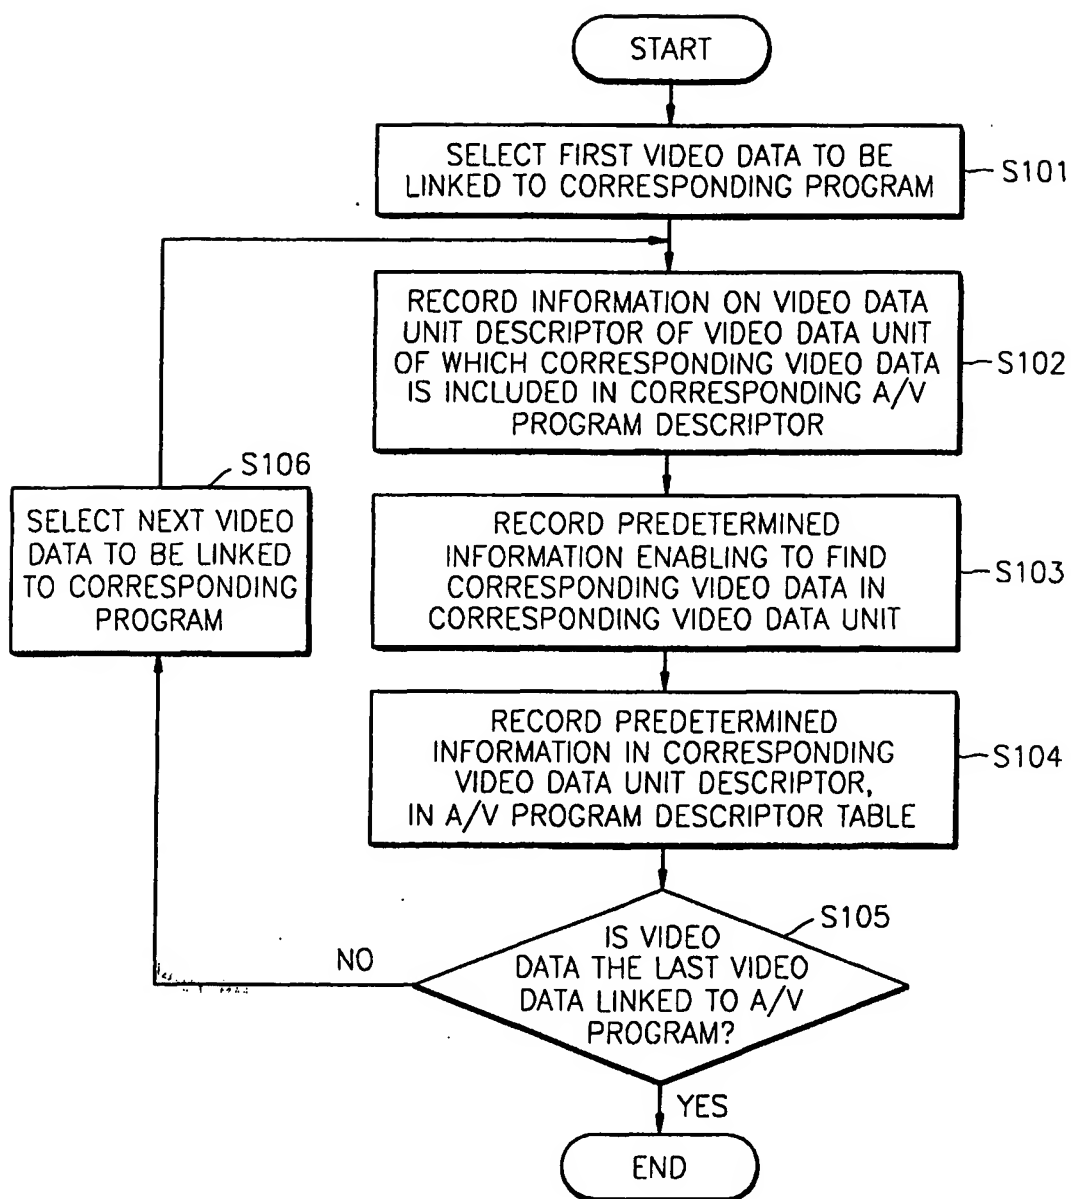 START
SELECT FIRST VIDEO DATA TO BE
LINKED TO CORRESPONDING PROGRAM
S101
RECORD INFORMATION ON VIDEO DATA
UNIT DESCRIPTOR OF VIDEO DATA UNIT
OF WHICH CORRESPONDING VIDEO DATA
IS INCLUDED IN CORRESPONDING A/V
PROGRAM DESCRIPTOR
S102
S106
SELECT NEXT VIDEO
DATA TO BE LINKED
TO CORRESPONDING
PROGRAM
RECORD PREDETERMINED
INFORMATION ENABLING TO FIND
CORRESPONDING VIDEO DATA IN
CORRESPONDING VIDEO DATA UNIT
S103
RECORD PREDETERMINED
INFORMATION IN CORRESPONDING
VIDEO DATA UNIT DESCRIPTOR,
IN A/V PROGRAM DESCRIPTOR TABLE
S104
S105
IS VIDEO
DATA THE LAST VIDEO
DATA LINKED TO A/V
PROGRAM?
NO
YES
END